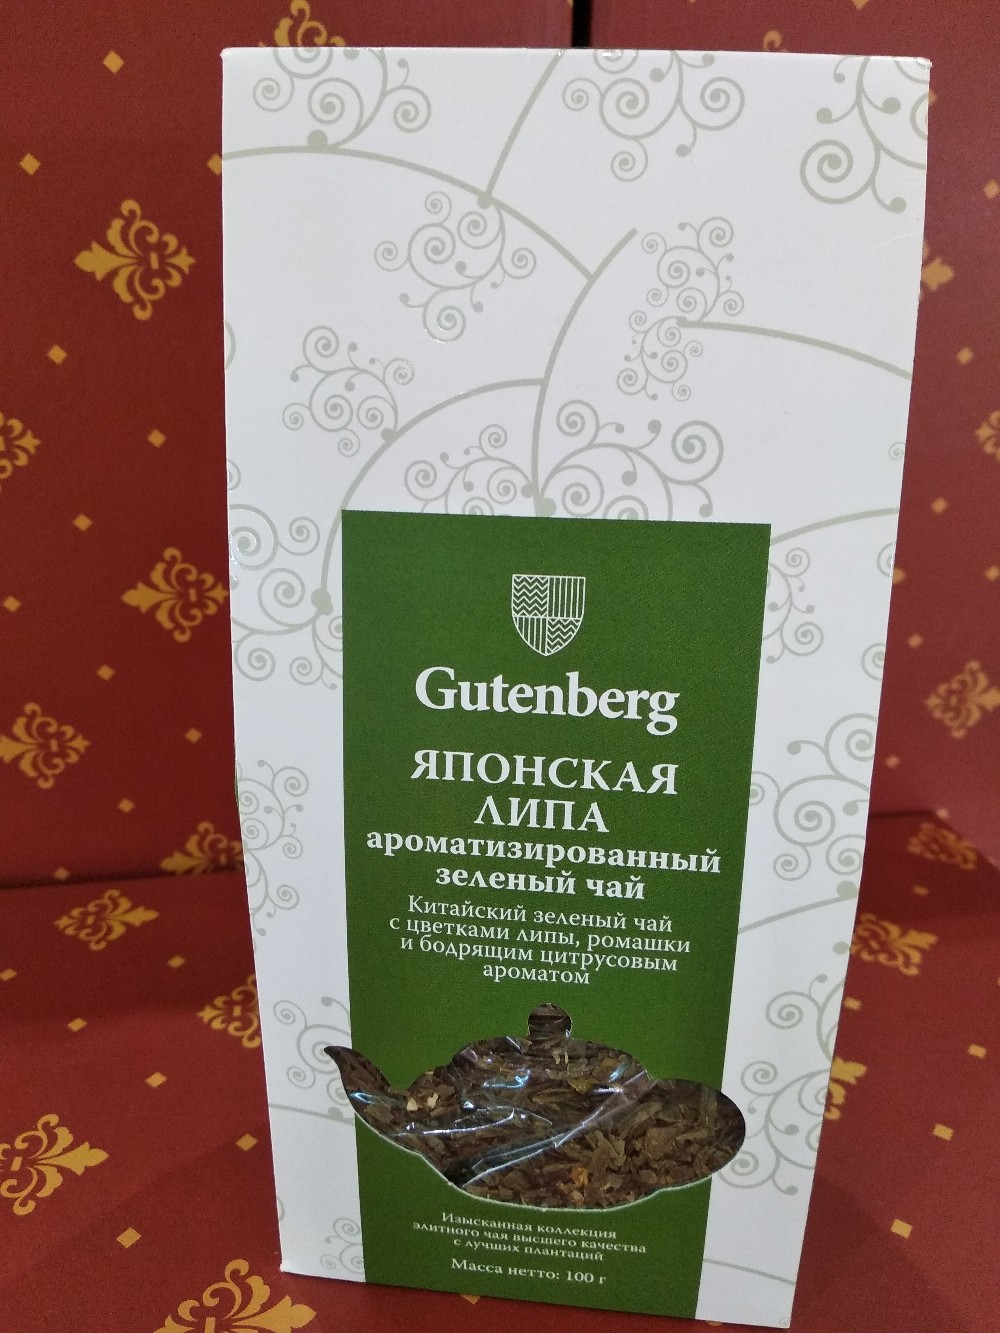 Gutenberg
ЯПОНСКАЯ
ЛИПА
ароматизированный
зеленый чай
Китайский зеленый чай
с цветками липы, ромашки
и бодрящим цитрусовым
ароматом
Изысканная коллекция
элитного чая высшего качества
с лучших плантаций
Масса нетто: 100 г